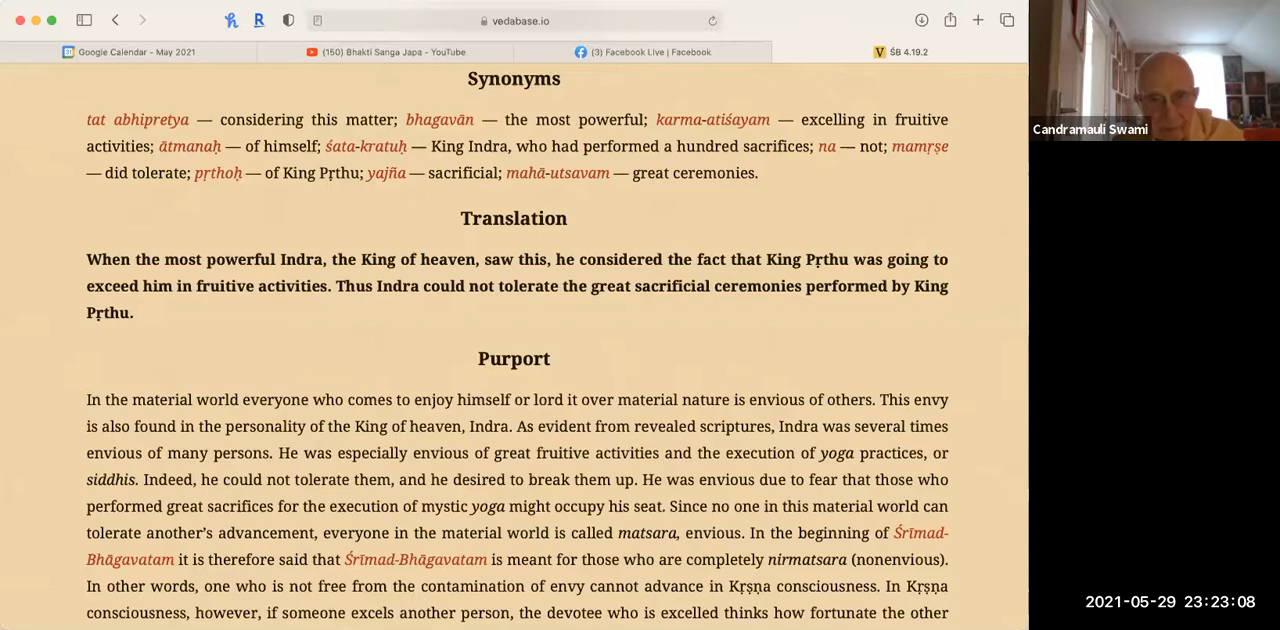 vedabase.io
Google Calendar - May 2021
(150) Bhakti Sanga Japa - YouTube
(3) Facebook Live | Facebook
V ŚB 4.19.2
Synonyms
tat abhipretya — considering this matter; bhagavān — the most powerful; karma-atiśayam — excelling in fruitive
activities; ātmanaḥ — of himself; śata-kratuḥ — King Indra, who had performed a hundred sacrifices; na — not; mamṛṣe
— did tolerate; pṛthoḥ — of King Pṛthu; yajña — sacrificial; mahā-utsavam — great ceremonies.
Translation
When the most powerful Indra, the King of heaven, saw this, he considered the fact that King Pṛthu was going to
exceed him in fruitive activities. Thus Indra could not tolerate the great sacrificial ceremonies performed by King
Pṛthu.
Purport
In the material world everyone who comes to enjoy himself or lord it over material nature is envious of others. This envy
is also found in the personality of the King of heaven, Indra. As evident from revealed scriptures, Indra was several times
envious of many persons. He was especially envious of great fruitive activities and the execution of yoga practices, or
siddhis. Indeed, he could not tolerate them, and he desired to break them up. He was envious due to fear that those who
performed great sacrifices for the execution of mystic yoga might occupy his seat. Since no one in this material world can
tolerate another’s advancement, everyone in the material world is called matsara, envious. In the beginning of Śrīmad-
Bhāgavatam it is therefore said that Śrīmad-Bhāgavatam is meant for those who are completely nirmatsara (nonenvious).
In other words, one who is not free from the contamination of envy cannot advance in Kṛṣṇa consciousness. In Kṛṣṇa
consciousness, however, if someone excels another person, the devotee who is excelled thinks how fortunate the other
Candramauli Swami
2021-05-29 23:23:08